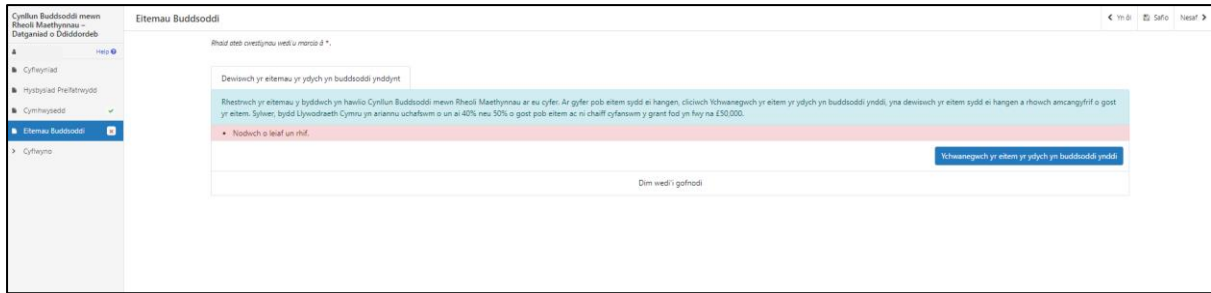 Cynllun Buddsoddi mewn
Rheoli Maethynnau –
Datganiad o Ddiddordeb
Help
Cyflwyniad
Hysbysiad Preifatrwydd
Cymhwysedd
Eitemau Buddsoddi
Cyflwyno
Eitemau Buddsoddi
Yn ôl
Safio
Nesaf
Rhaid ateb cwestiynau wedi'u marcio â *.
Dewiswch yr eitemau yr ydych yn buddsoddi ynddynt
Rhestrwch yr eitemau y byddwch yn hawlio Cynllun Buddsoddi mewn Rheoli Maethynnau ar eu cyfer. Ar gyfer pob eitem sydd ei hangen, cliciwch Ychwanegwch yr eitem yr ydych yn buddsoddi ynddi, yna dewiswch yr eitem sydd ei hangen a rhowch amcangyfrif o gost
yr eitem. Sylwer, bydd Llywodraeth Cymru yn ariannu uchafswm o un ai 40% neu 50% o gost pob eitem ac ni chaiff cyfanswm y grant fod yn fwy na £50,000.
Nodwch o leiaf un rhif.
Ychwanegwch yr eitem yr ydych yn buddsoddi ynddi
Dim wedi'i gofnodi